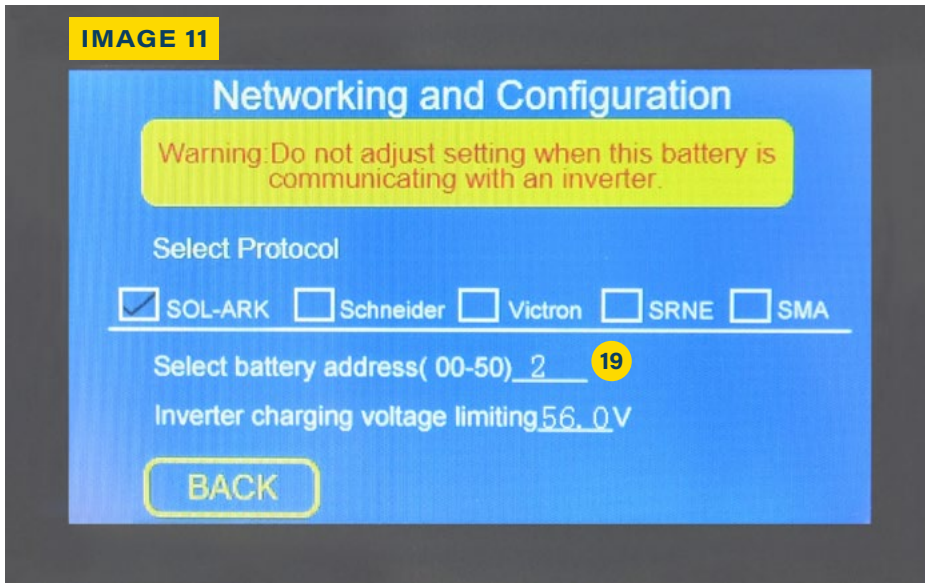 IMAGE 11
Networking and Configuration
Warning:Do not adjust setting when this battery is
communicating with an inverter.
Select Protocol
SOL-ARK Schneider Victron SRNE SMA
Select battery address( 00-50) 2 19
Inverter charging voltage limiting 56.0V
BACK